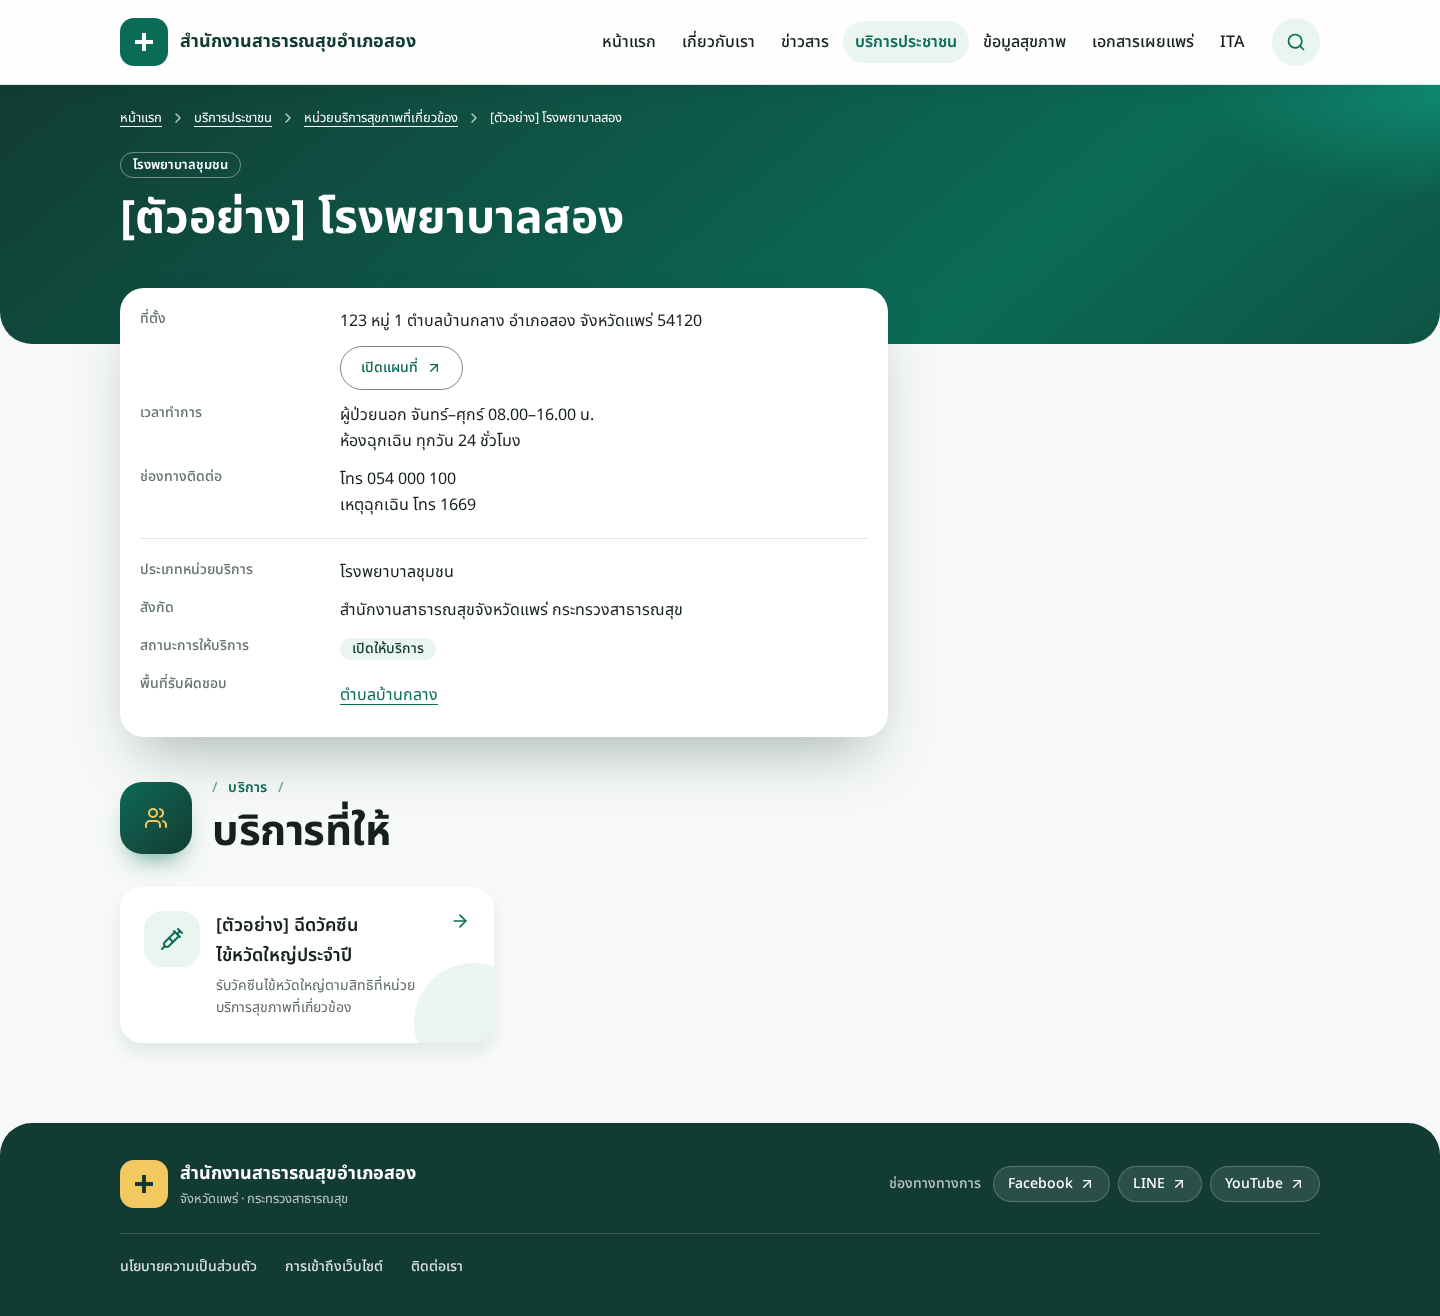 สำนักงานสาธารณสุขอำเภอสอง
หน้าแรก เกี่ยวกับเรา ข่าวสาร บริการประชาชน ข้อมูลสุขภาพ เอกสารเผยแพร่ ITA
หน้าแรก บริการประชาชน หน่วยบริการสุขภาพที่เกี่ยวข้อง [ตัวอย่าง] โรงพยาบาลสอง
โรงพยาบาลชุมชน
[ตัวอย่าง] โรงพยาบาลสอง
ที่ตั้ง 123 หมู่ 1 ตำบลบ้านกลาง อำเภอสอง จังหวัดแพร่ 54120
เปิดแผนที่
เวลาทำการ ผู้ป่วยนอก จันทร์–ศุกร์ 08.00–16.00 น.
ห้องฉุกเฉิน ทุกวัน 24 ชั่วโมง
ช่องทางติดต่อ โทร 054 000 100
เหตุฉุกเฉิน โทร 1669
ประเภทหน่วยบริการ โรงพยาบาลชุมชน
สังกัด สำนักงานสาธารณสุขจังหวัดแพร่ กระทรวงสาธารณสุข
สถานะการให้บริการ เปิดให้บริการ
พื้นที่รับผิดชอบ ตำบลบ้านกลาง
/ บริการ /
บริการที่ให้
[ตัวอย่าง] ฉีดวัคซีน
ไข้หวัดใหญ่ประจำปี
รับวัคซีนไข้หวัดใหญ่ตามสิทธิที่หน่วย
บริการสุขภาพที่เกี่ยวข้อง
สำนักงานสาธารณสุขอำเภอสอง
จังหวัดแพร่ · กระทรวงสาธารณสุข
ช่องทางทางการ Facebook LINE YouTube
นโยบายความเป็นส่วนตัว การเข้าถึงเว็บไซต์ ติดต่อเรา